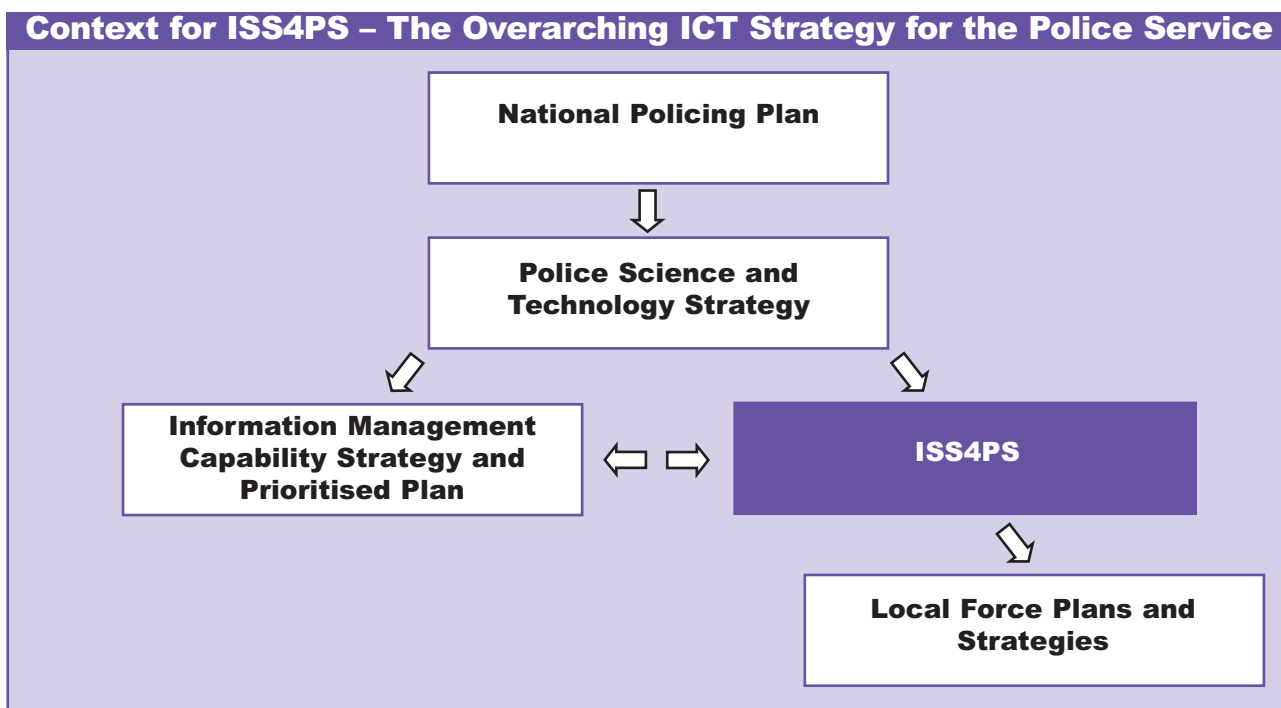 Context for ISS4PS – The Overarching ICT Strategy for the Police Service
National Policing Plan
Police Science and
Technology Strategy
Information Management
Capability Strategy and
Prioritised Plan
ISS4PS
Local Force Plans and
Strategies